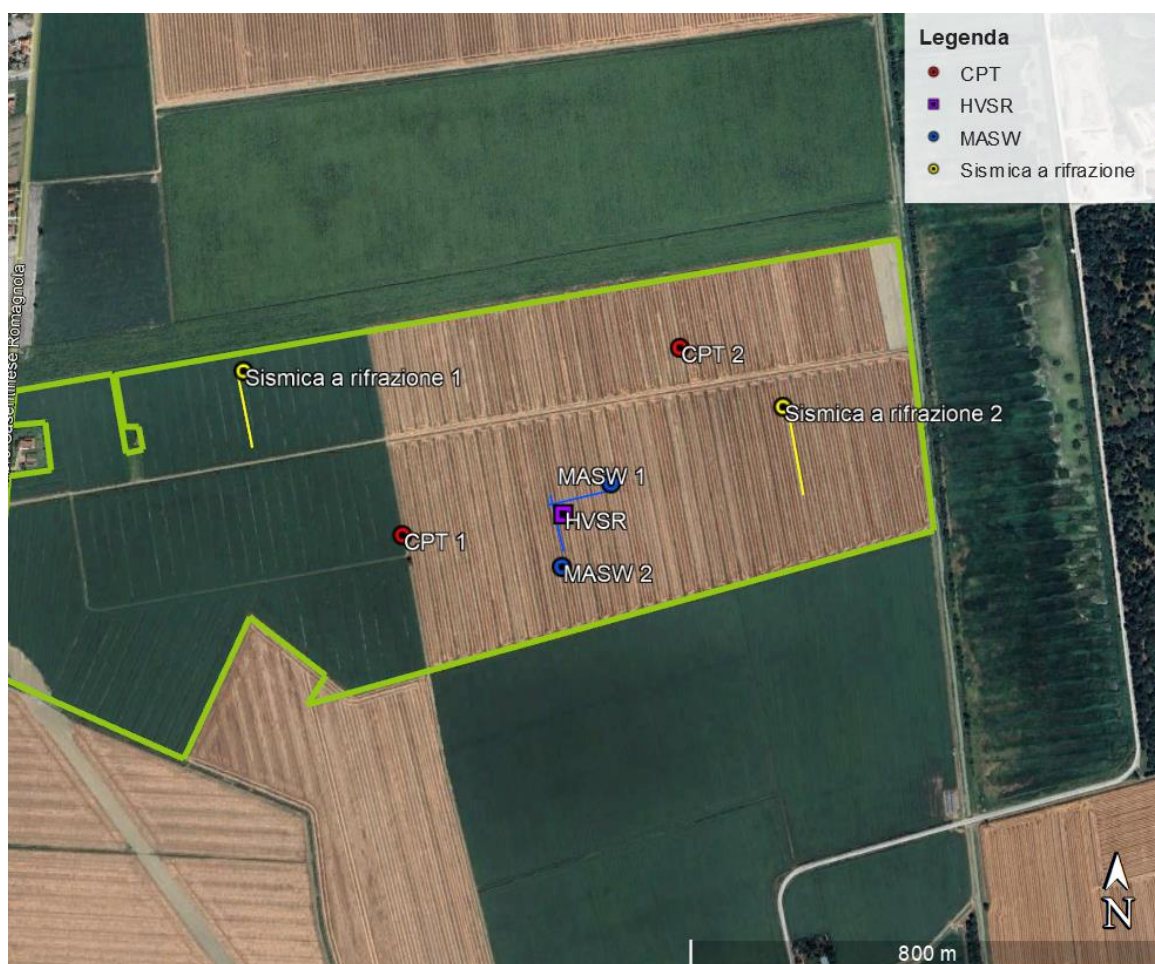 Legenda
CPT
HVSR
MASW
Sismica a rifrazione
Romagnola
CPT 2
Sismica a rifrazione 1
Sismica a rifrazione 2
MASW 1
HVSR
CPT 1
MASW 2
N
800 m